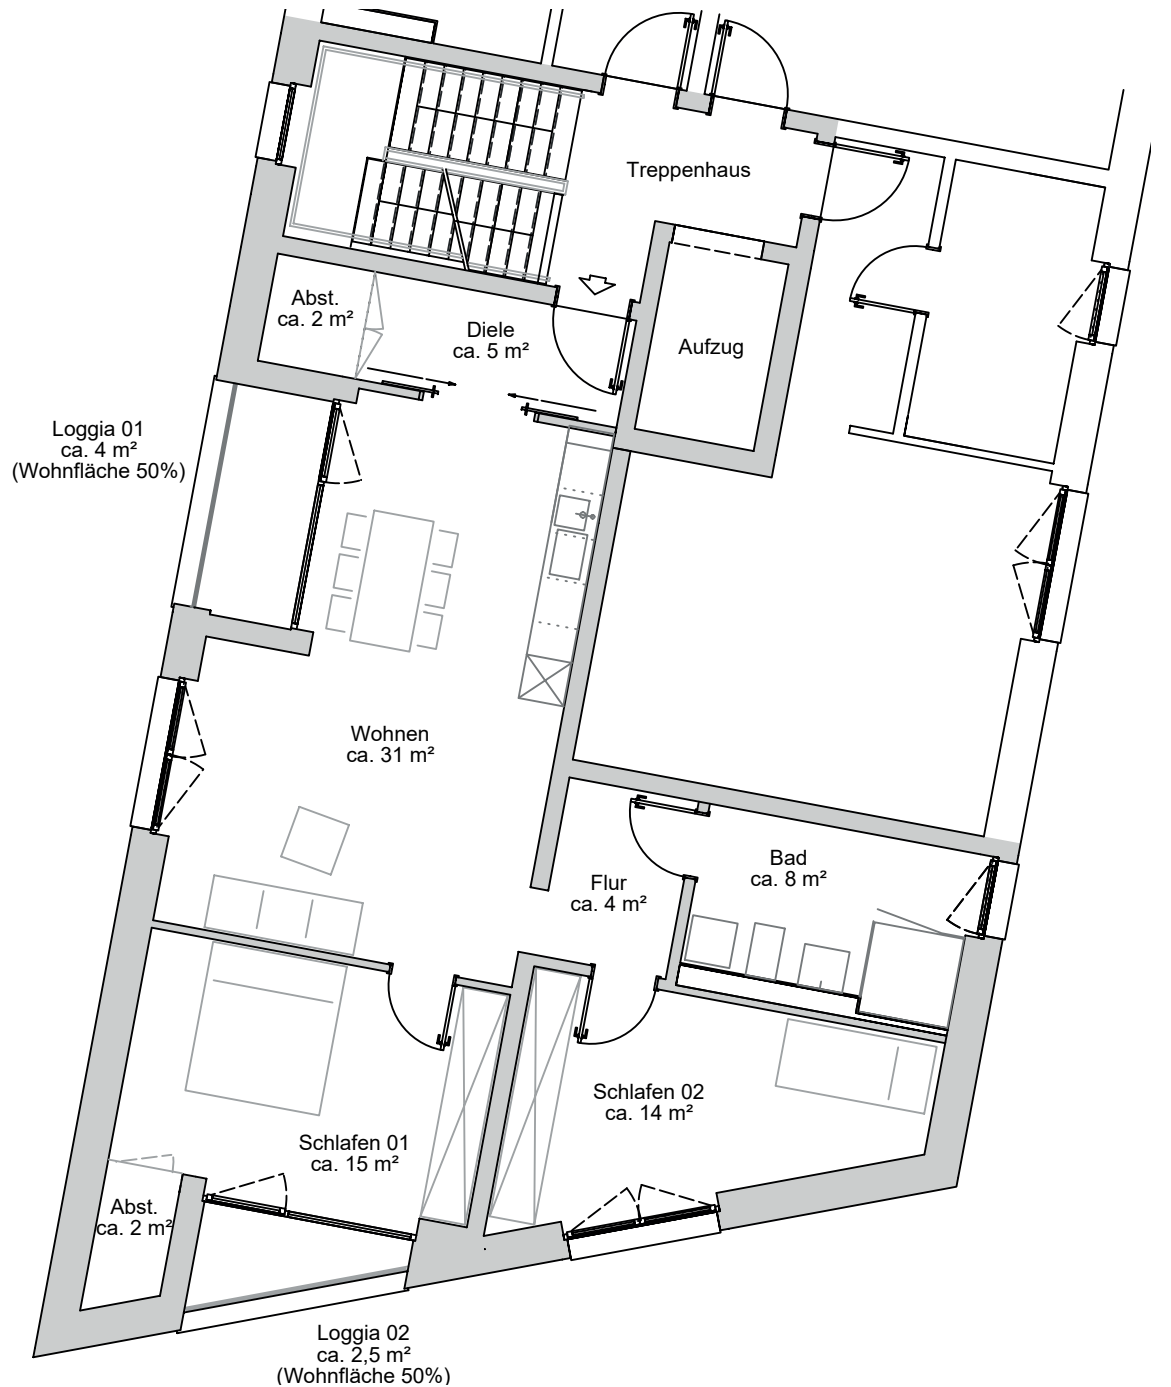 Treppenhaus
Abst.
ca. 2 m²
Diele
ca. 5 m²
Aufzug
Loggia 01
ca. 4 m²
(Wohnfläche 50%)
Wohnen
ca. 31 m²
Bad
ca. 8 m²
Flur
ca. 4 m²
Schlafen 02
ca. 14 m²
Schlafen 01
ca. 15 m²
Abst.
ca. 2 m²
Loggia 02
ca. 2,5 m²
(Wohnfläche 50%)